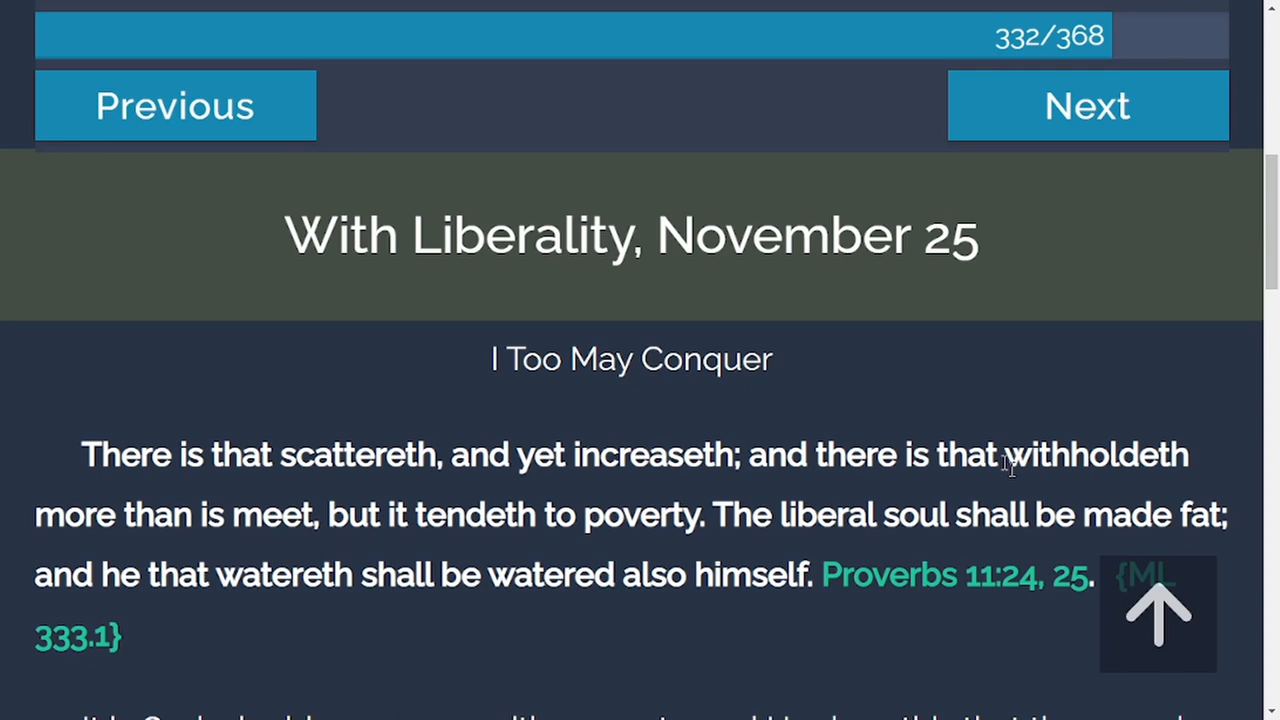 332/368
Previous
Next
With Liberality, November 25
I Too May Conquer
There is that scattereth, and yet increaseth; and there is that withholdeth
more than is meet, but it tendeth to poverty. The liberal soul shall be made fat;
and he that watereth shall be watered also himself. Proverbs 11:24, 25. {ML
333.1}